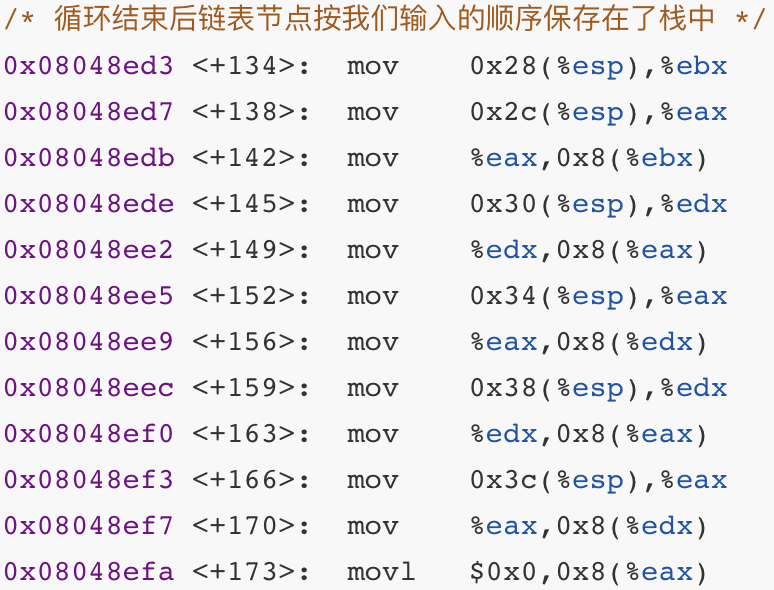 /* 循环结束后链表节点按我们输入的顺序保存在了栈中 */
0x08048ed3 <+134>: mov 0x28(%esp),%ebx
0x08048ed7 <+138>: mov 0x2c(%esp),%eax
0x08048edb <+142>: mov %eax,0x8(%ebx)
0x08048ede <+145>: mov 0x30(%esp),%edx
0x08048ee2 <+149>: mov %edx,0x8(%eax)
0x08048ee5 <+152>: mov 0x34(%esp),%eax
0x08048ee9 <+156>: mov %eax,0x8(%edx)
0x08048eec <+159>: mov 0x38(%esp),%edx
0x08048ef0 <+163>: mov %edx,0x8(%eax)
0x08048ef3 <+166>: mov 0x3c(%esp),%eax
0x08048ef7 <+170>: mov %eax,0x8(%edx)
0x08048efa <+173>: movl $0x0,0x8(%eax)